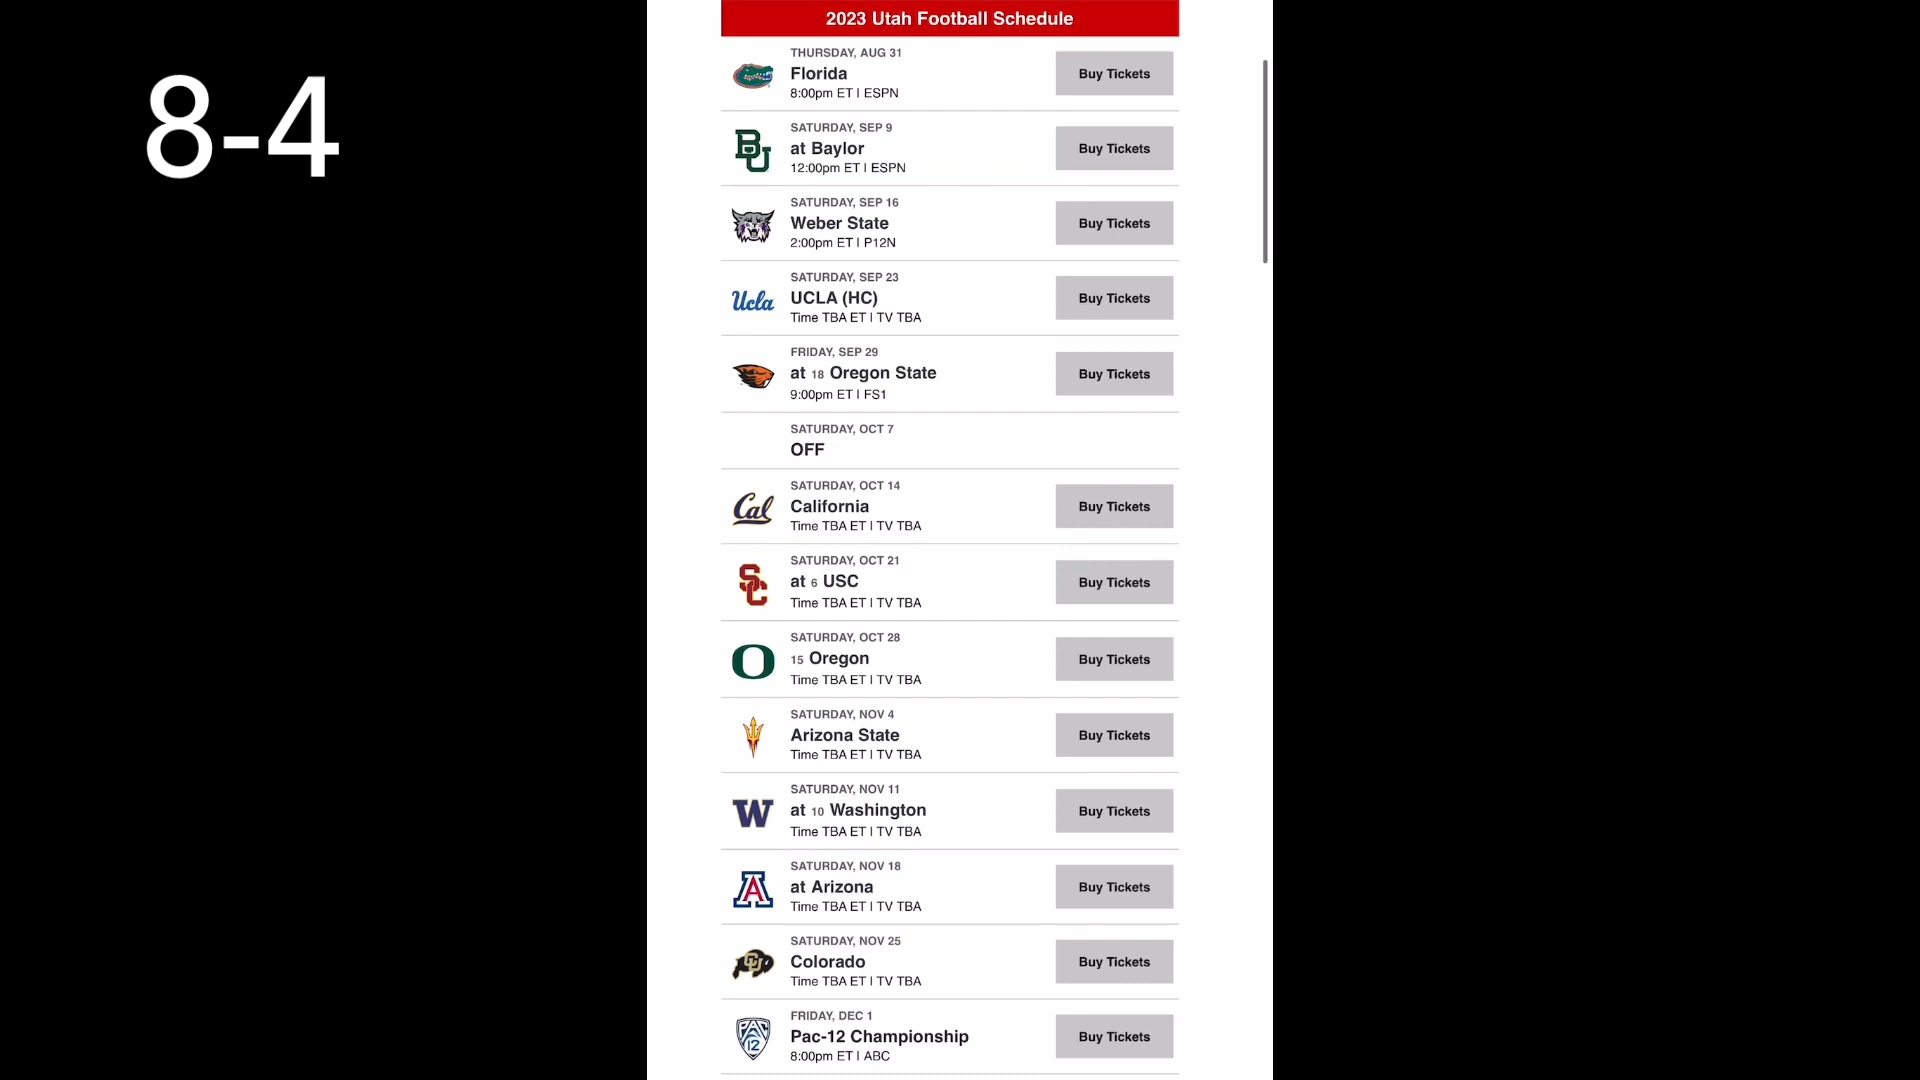 8-4
2023 Utah Football Schedule
THURSDAY, AUG 31
Florida
8:00pm ET | ESPN
Buy Tickets
BU
SATURDAY, SEP 9
at Baylor
12:00pm ET | ESPN
Buy Tickets
SATURDAY, SEP 16
Weber State
2:00pm ET | P12N
Buy Tickets
Ucla
SATURDAY, SEP 23
UCLA (HC)
Time TBA ET | TV TBA
Buy Tickets
FRIDAY, SEP 29
at 18 Oregon State
9:00pm ET | FS1
Buy Tickets
SATURDAY, OCT 7
OFF
Cal
SATURDAY, OCT 14
California
Time TBA ET | TV TBA
Buy Tickets
SC
SATURDAY, OCT 21
at 6 USC
Time TBA ET | TV TBA
Buy Tickets
O
SATURDAY, OCT 28
15 Oregon
Time TBA ET | TV TBA
Buy Tickets
SATURDAY, NOV 4
Arizona State
Time TBA ET | TV TBA
Buy Tickets
W
SATURDAY, NOV 11
at 10 Washington
Time TBA ET | TV TBA
Buy Tickets
A
SATURDAY, NOV 18
at Arizona
Time TBA ET | TV TBA
Buy Tickets
CU
SATURDAY, NOV 25
Colorado
Time TBA ET | TV TBA
Buy Tickets
PAC 12
FRIDAY, DEC 1
Pac-12 Championship
8:00pm ET | ABC
Buy Tickets